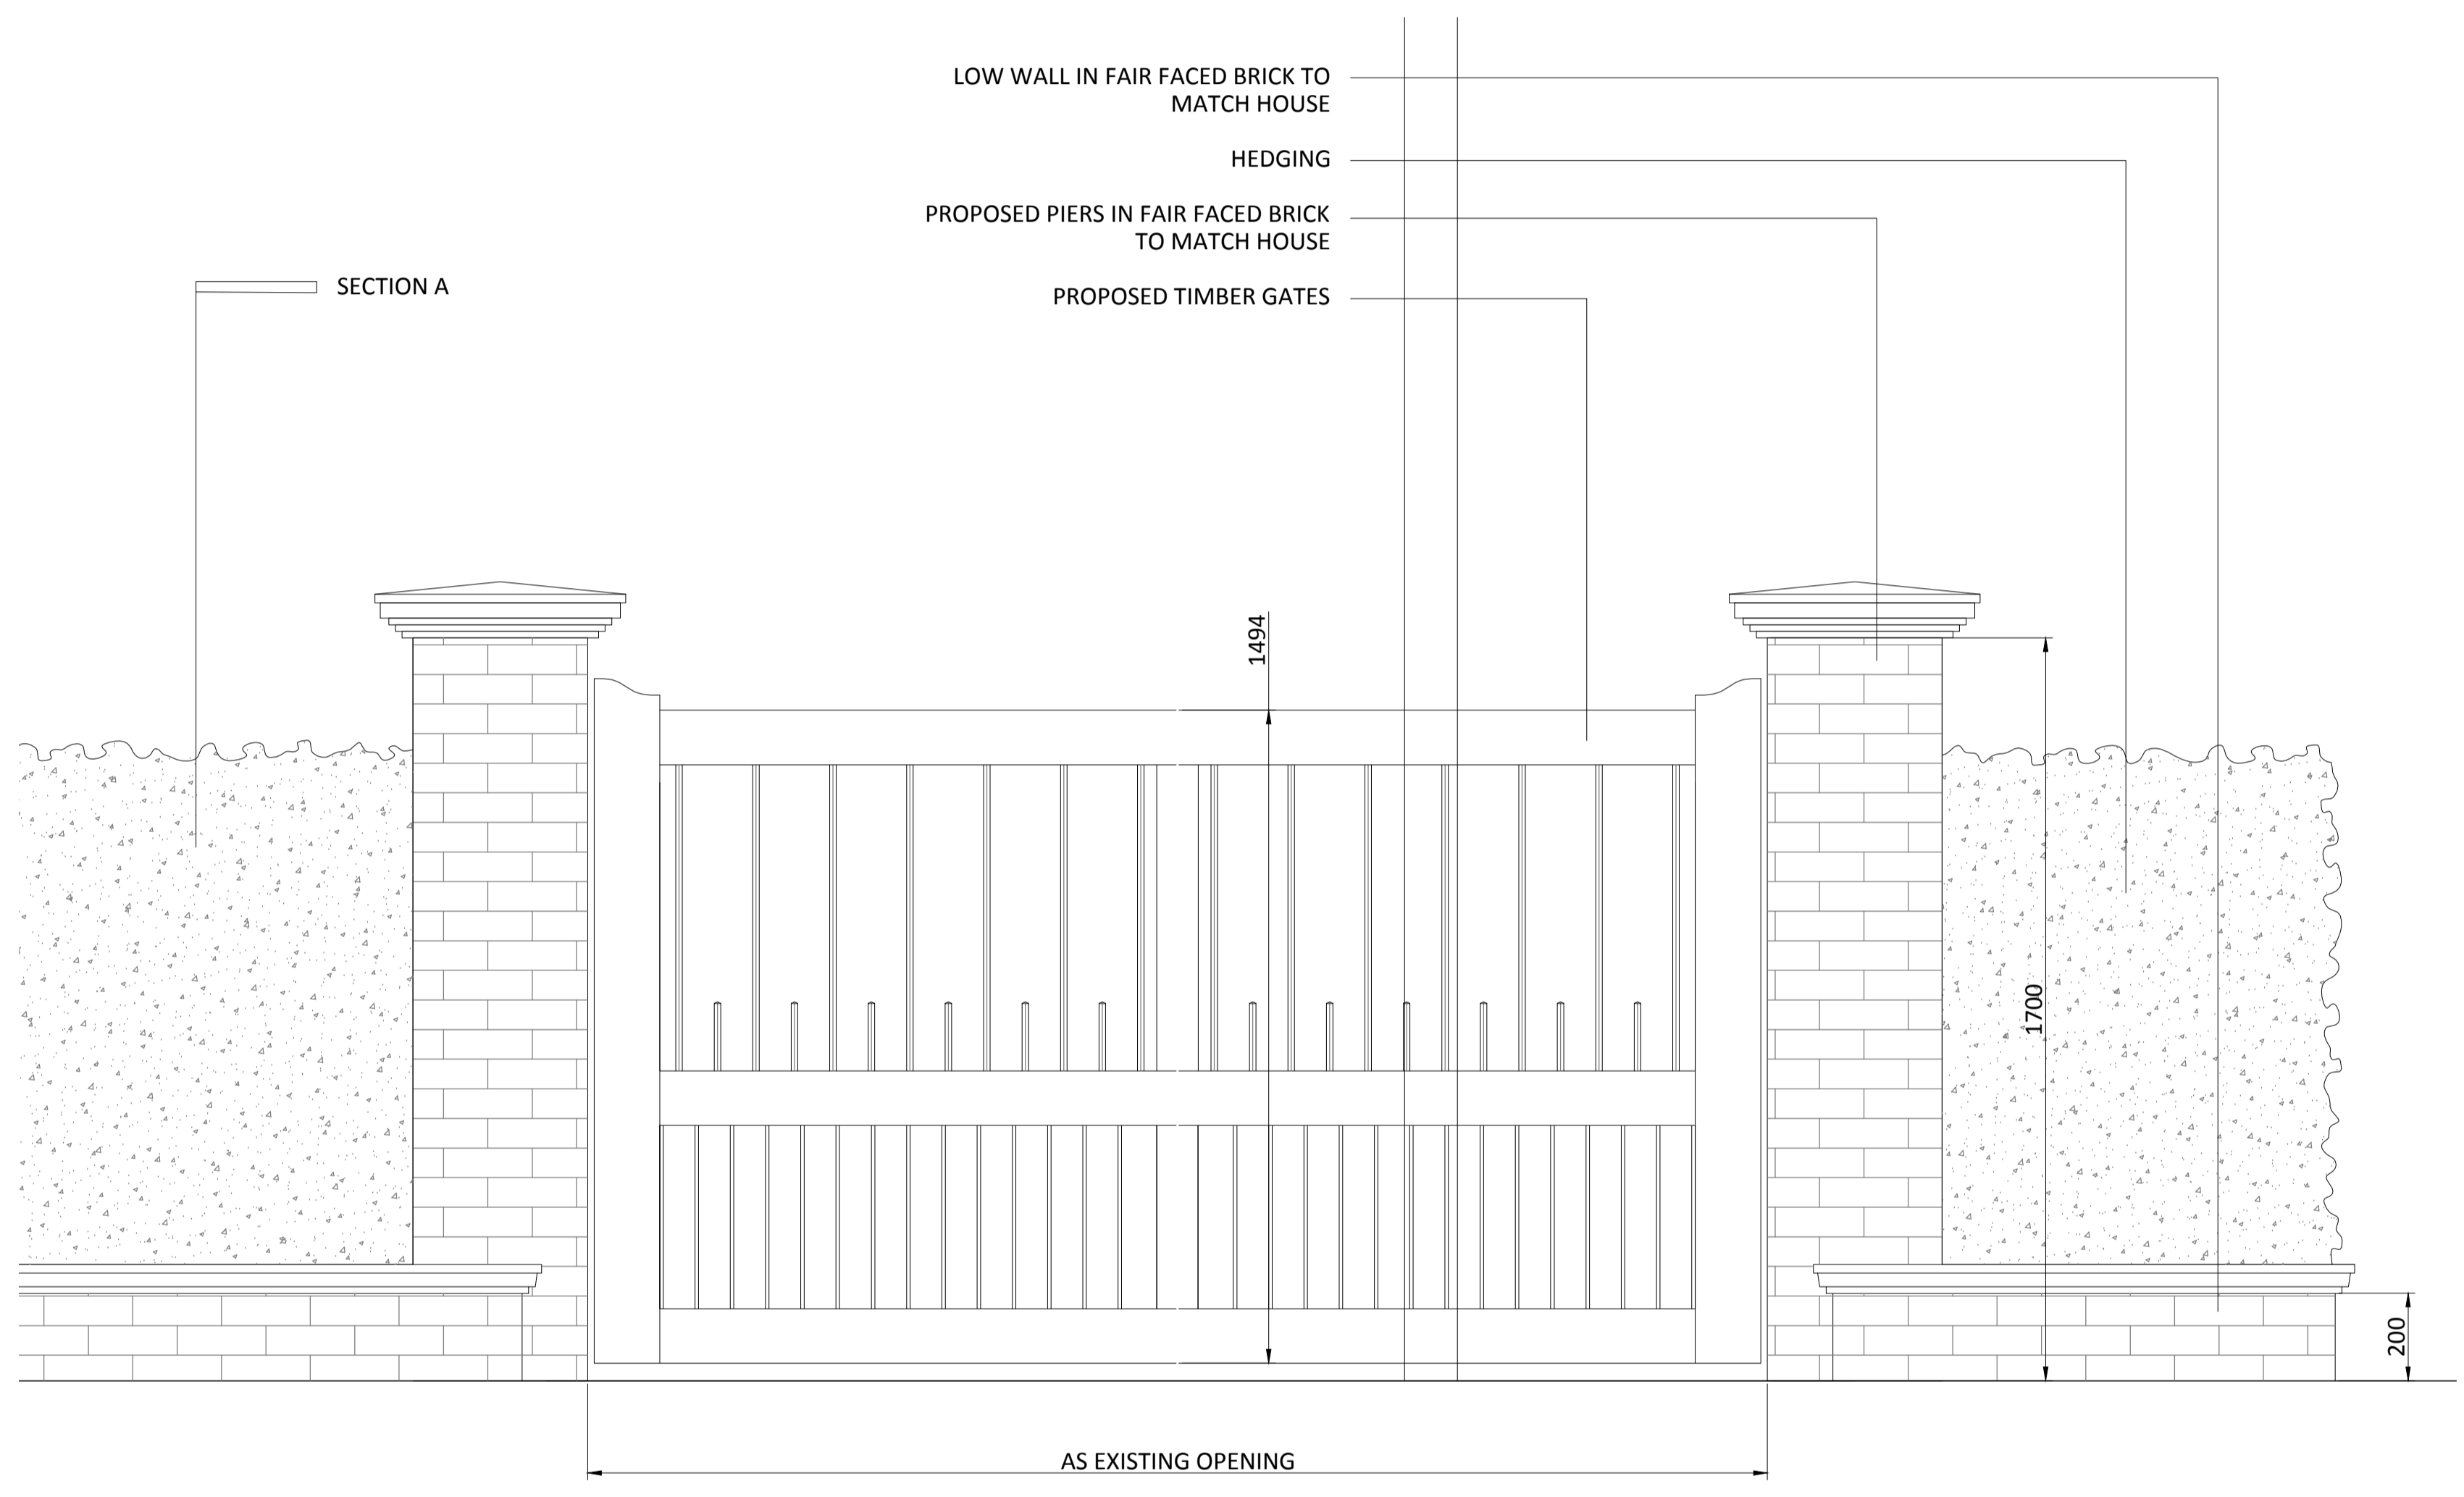 LOW WALL IN FAIR FACED BRICK TO
MATCH HOUSE
HEDGING
PROPOSED PIERS IN FAIR FACED BRICK
TO MATCH HOUSE
SECTION A
PROPOSED TIMBER GATES
1494
1700
200
AS EXISTING OPENING